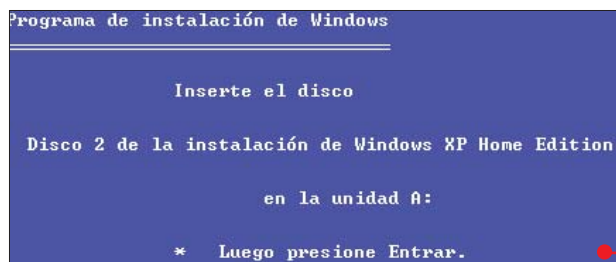 Programa de instalación de Windows
Inserte el disco
Disco 2 de la instalación de Windows XP Home Edition
en la unidad A:
* Luego presione Entrar.